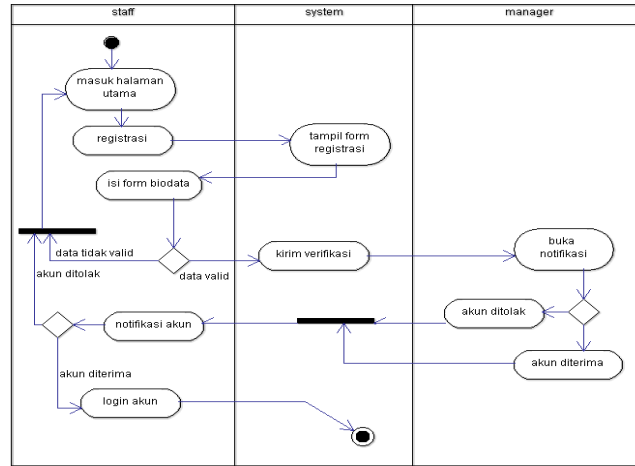 staff
system
manager
masuk halaman
utama
registrasi
tampil form
registrasi
isi form biodata
data tidak valid
akun ditolak
data valid
kirim verifikasi
buka
notifikasi
notifikasi akun
akun ditolak
akun diterima
akun diterima
login akun